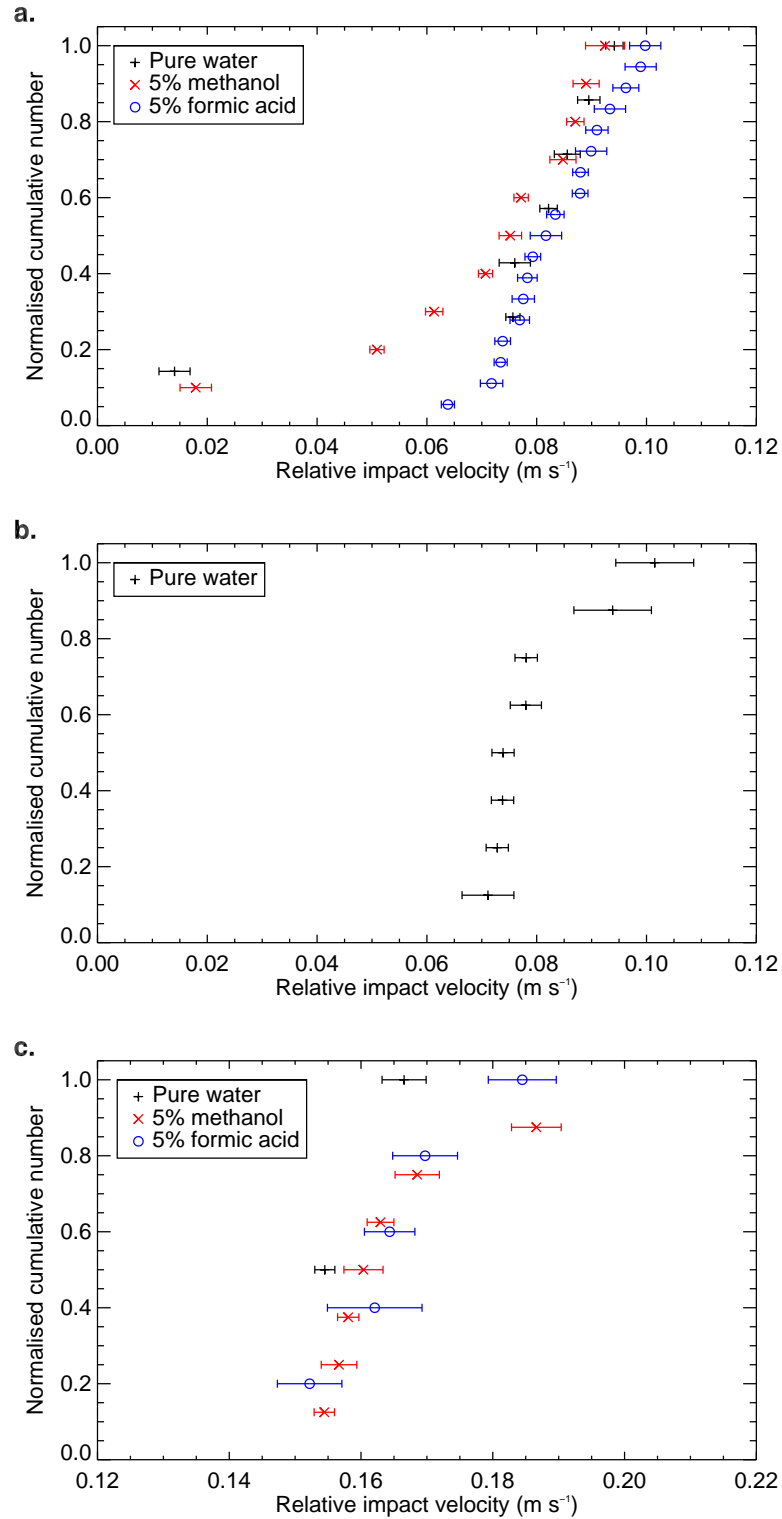 a.
Normalised cumulative number
1.0
0.8
0.6
0.4
0.2
0.0
Pure water
5% methanol
5% formic acid
0.00 0.02 0.04 0.06 0.08 0.10 0.12
Relative impact velocity (m s⁻¹)
b.
Normalised cumulative number
1.0
0.8
0.6
0.4
0.2
0.0
Pure water
0.00 0.02 0.04 0.06 0.08 0.10 0.12
Relative impact velocity (m s⁻¹)
c.
Normalised cumulative number
1.0
0.8
0.6
0.4
0.2
0.0
Pure water
5% methanol
5% formic acid
0.12 0.14 0.16 0.18 0.20 0.22
Relative impact velocity (m s⁻¹)